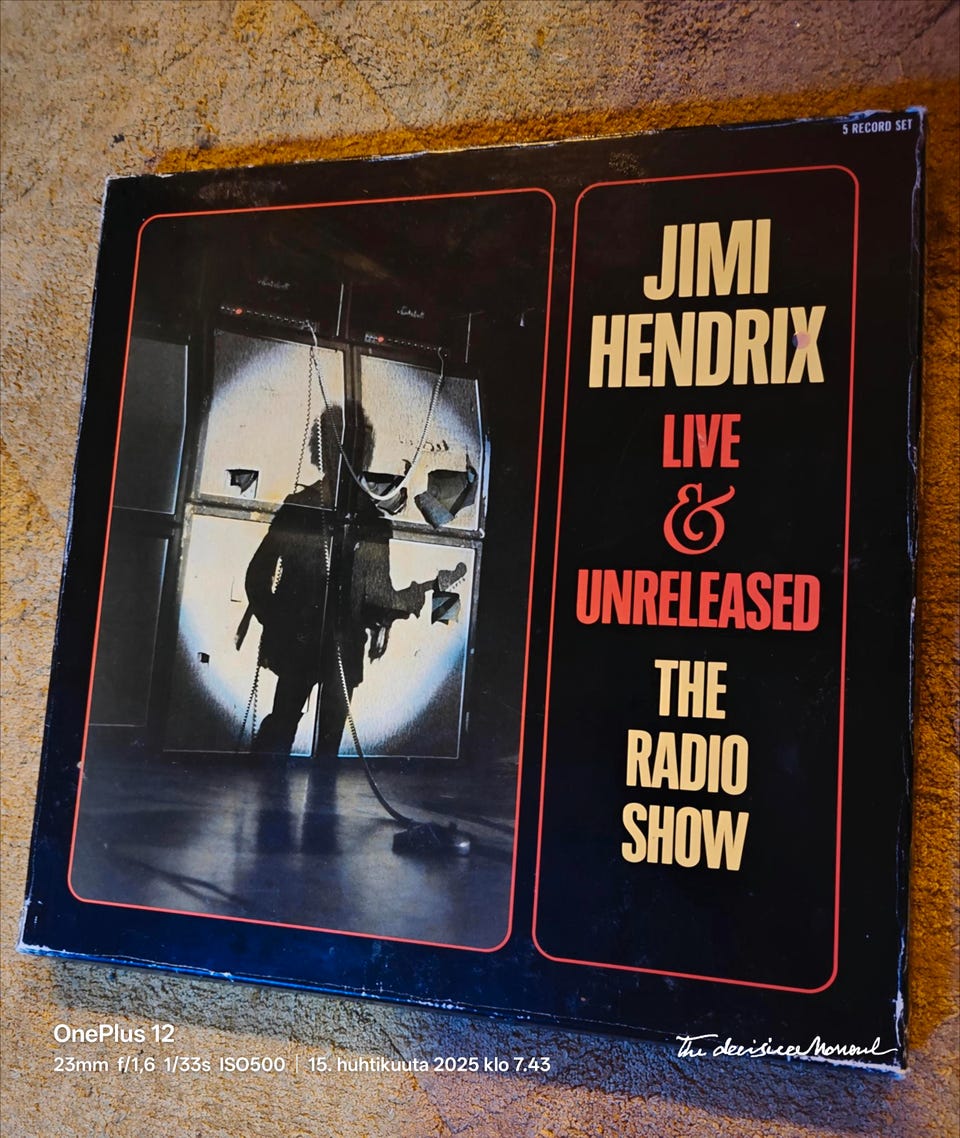 5 RECORD SET
JIMI
HENDRIX
LIVE
&
UNRELEASED
THE
RADIO
SHOW
OnePlus 12
23mm f/1,6 1/33s ISO500 | 15. huhtikuuta 2025 klo 7.43
The decisive Moment